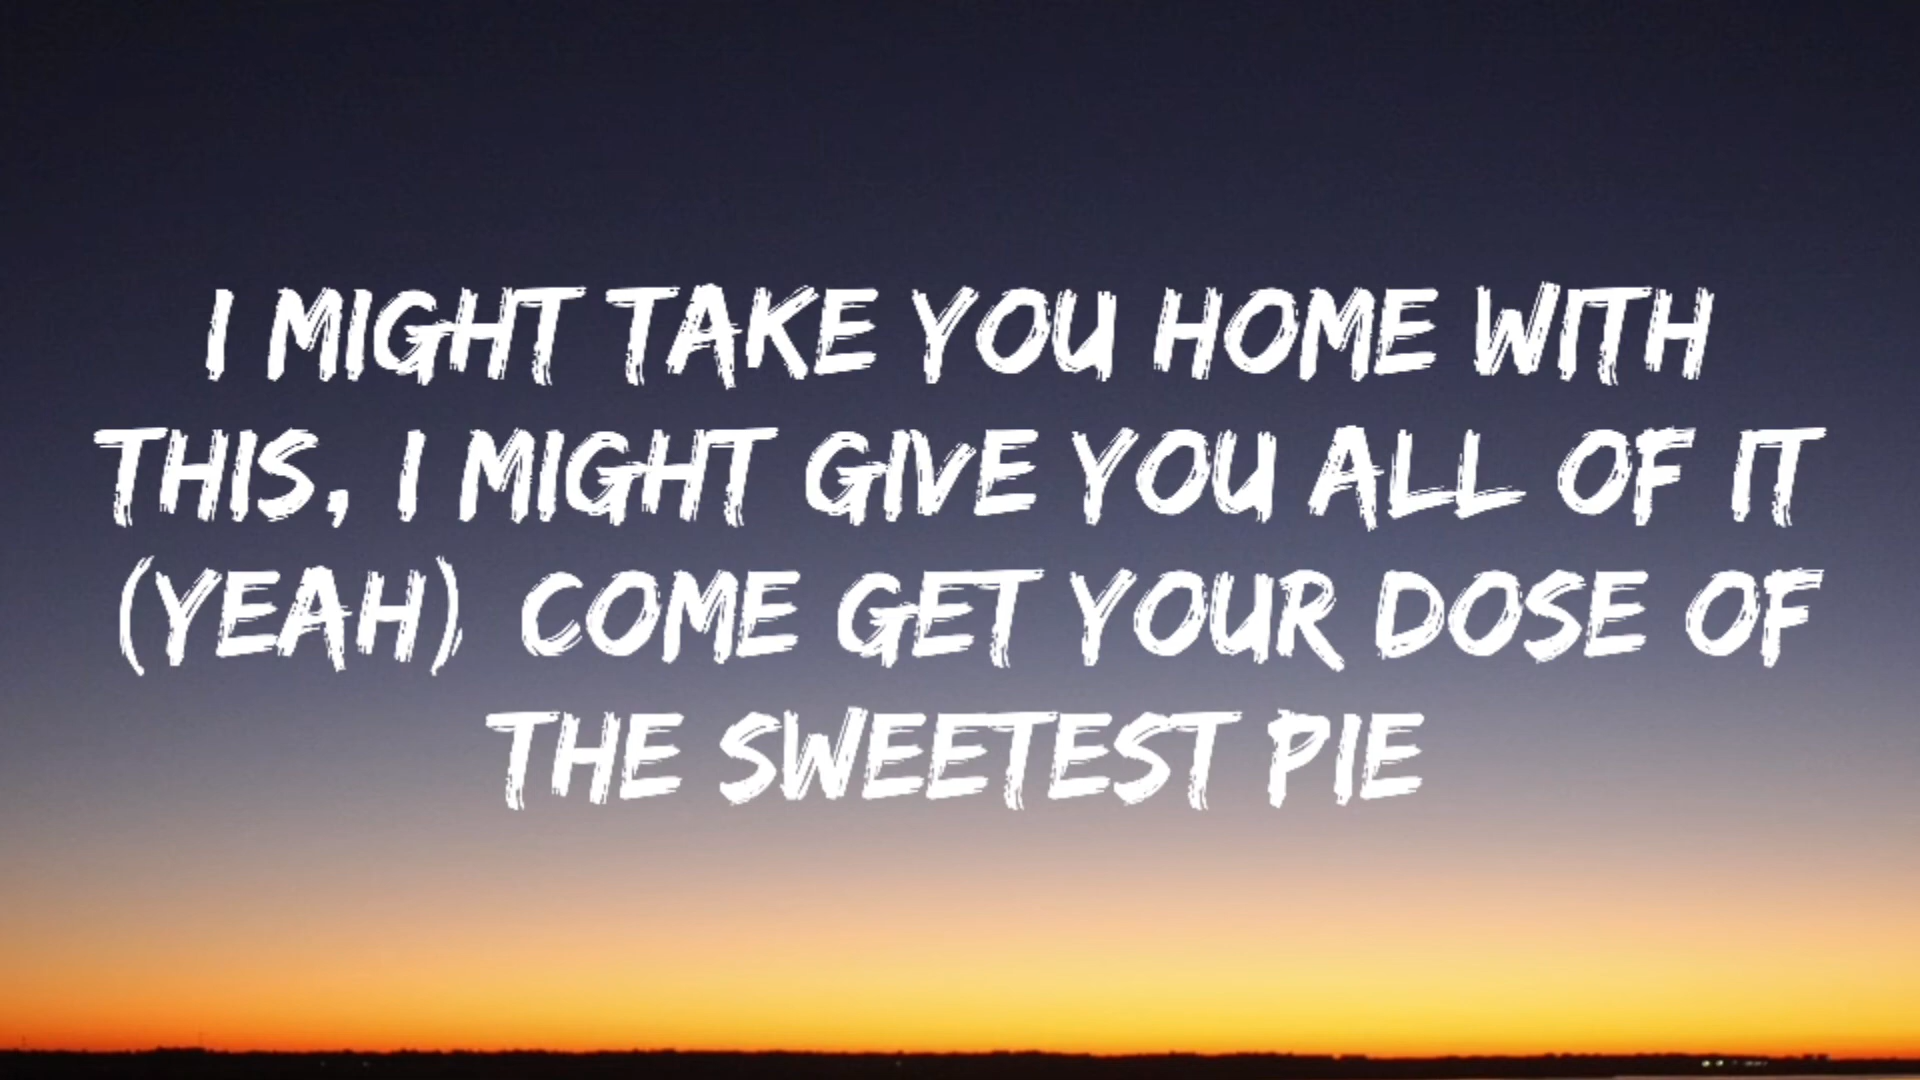 I MIGHT TAKE YOU HOME WITH
THIS, I MIGHT GIVE YOU ALL OF IT
(YEAH) COME GET YOUR DOSE OF
THE SWEETEST PIE